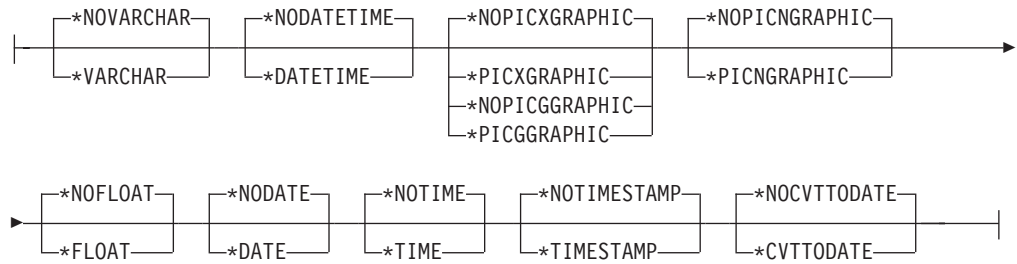 *NOVARCHAR *NODATETIME *NOPICXGRAPHIC *NOPICNGRAPHIC
*VARCHAR *DATETIME *PICXGRAPHIC *PICNGRAPHIC
*NOPICGGRAPHIC
*PICGGRAPHIC
*NOFLOAT *NODATE *NOTIME *NOTIMESTAMP *NOCVTTODATE
*FLOAT *DATE *TIME *TIMESTAMP *CVTTODATE